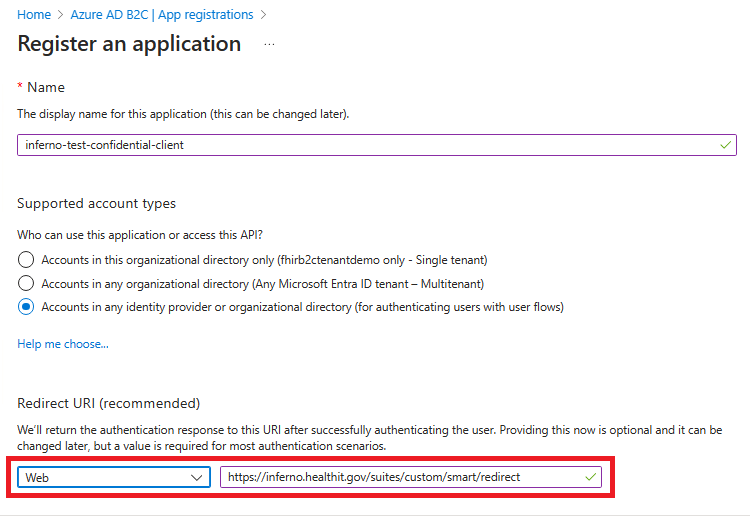 Home > Azure AD B2C | App registrations >
Register an application ...
* Name
The display name for this application (this can be changed later).
inferno-test-confidential-client
Supported account types
Who can use this application or access this API?
Accounts in this organizational directory only (fhirb2ctenantdemo only - Single tenant)
Accounts in any organizational directory (Any Microsoft Entra ID tenant – Multitenant)
Accounts in any identity provider or organizational directory (for authenticating users with user flows)
Help me choose...
Redirect URI (recommended)
We'll return the authentication response to this URI after successfully authenticating the user. Providing this now is optional and it can be
changed later, but a value is required for most authentication scenarios.
Web https://inferno.healthit.gov/suites/custom/smart/redirect